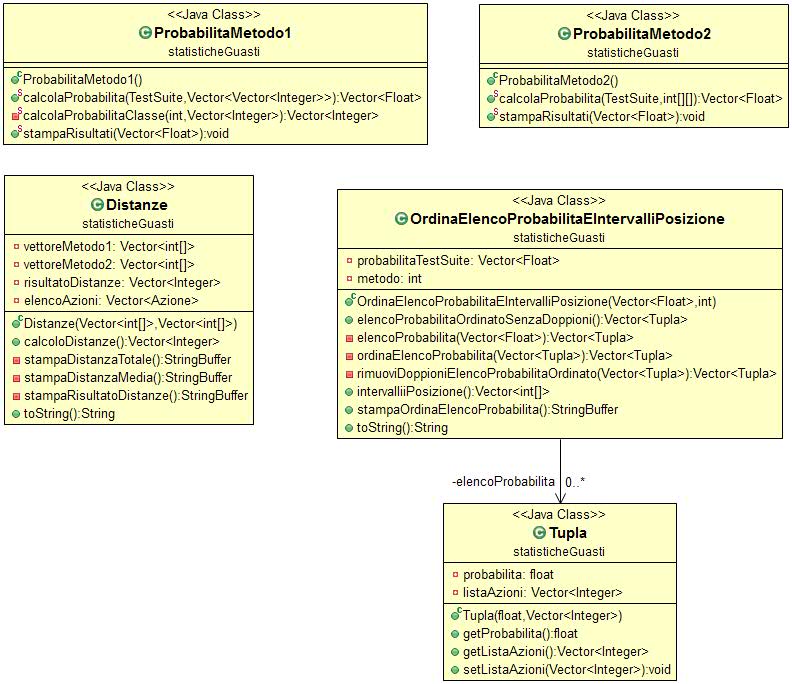 <<Java Class>>
ProbabilitaMetodo1
statisticheGuasti
ProbabilitaMetodo1()
calcolaProbabilita(TestSuite,Vector<Vector<Integer>>):Vector<Float>
calcolaProbabilitaClasse(int,Vector<Integer>):Vector<Integer>
stampaRisultati(Vector<Float>):void
<<Java Class>>
ProbabilitaMetodo2
statisticheGuasti
ProbabilitaMetodo2()
calcolaProbabilita(TestSuite,int[][]):Vector<Float>
stampaRisultati(Vector<Float>):void
<<Java Class>>
Distanze
statisticheGuasti
vettoreMetodo1: Vector<int[]>
vettoreMetodo2: Vector<int[]>
risultatoDistanze: Vector<Integer>
elencoAzioni: Vector<Azione>
Distanze(Vector<int[]>,Vector<int[]>)
calcoloDistanze():Vector<Integer>
stampaDistanzaTotale():StringBuffer
stampaDistanzaMedia():StringBuffer
stampaRisultatoDistanze():StringBuffer
toString():String
<<Java Class>>
OrdinaElencoProbabilitaEIntervalliPosizione
statisticheGuasti
probabilitaTestSuite: Vector<Float>
metodo: int
OrdinaElencoProbabilitaEIntervalliPosizione(Vector<Float>,int)
elencoProbabilitaOrdinatoSenzaDoppioni():Vector<Tupla>
elencoProbabilita(Vector<Float>):Vector<Tupla>
ordinaElencoProbabilita(Vector<Tupla>):Vector<Tupla>
rimuoviDoppioniElencoProbabilitaOrdinato(Vector<Tupla>):Vector<Tupla>
intervalliiPosizione():Vector<int[]>
stampaOrdinaElencoProbabilita():StringBuffer
toString():String
-elencoProbabilita 0..*
<<Java Class>>
Tupla
statisticheGuasti
probabilita: float
listaAzioni: Vector<Integer>
Tupla(float,Vector<Integer>)
getProbabilita():float
getListaAzioni():Vector<Integer>
setListaAzioni(Vector<Integer>):void